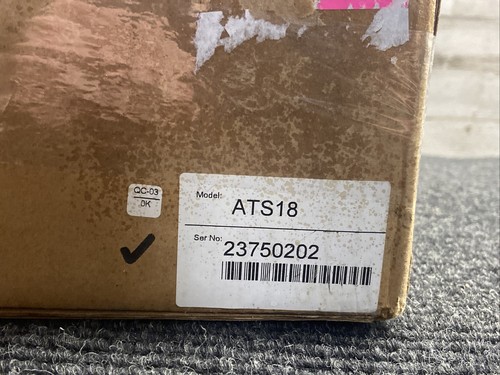 QC-03
OK
Model: ATS18
Ser No: 23750202